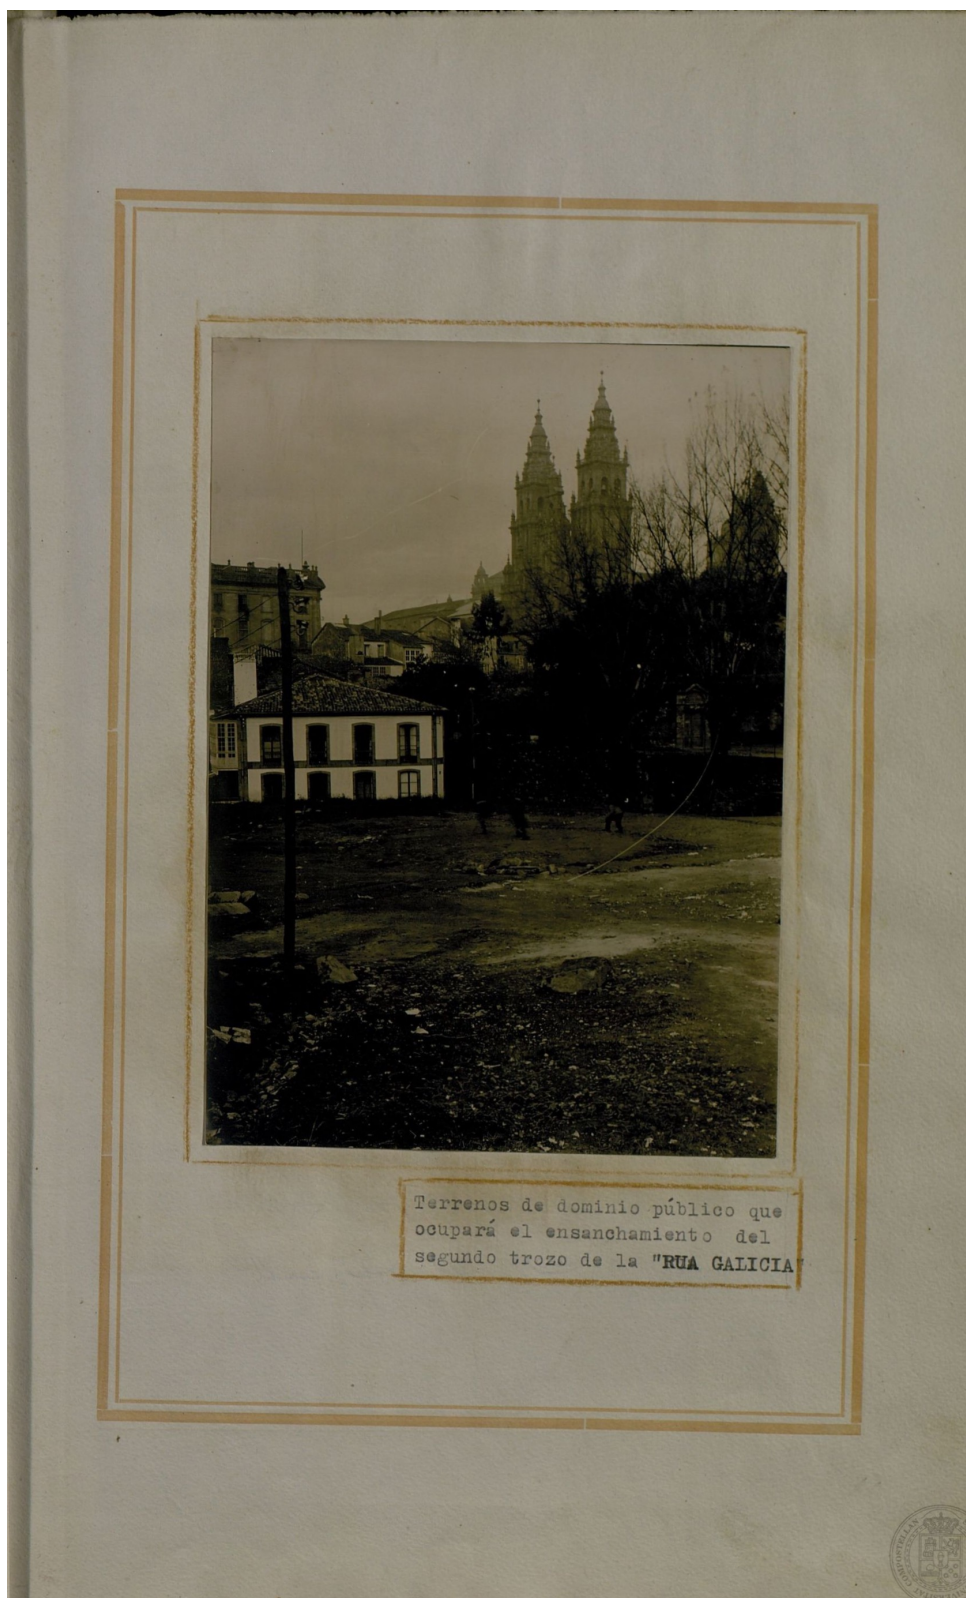 Terrenos de dominio público que
ocupará el ensanchamiento del
segundo trozo de la "RUA GALICIA"